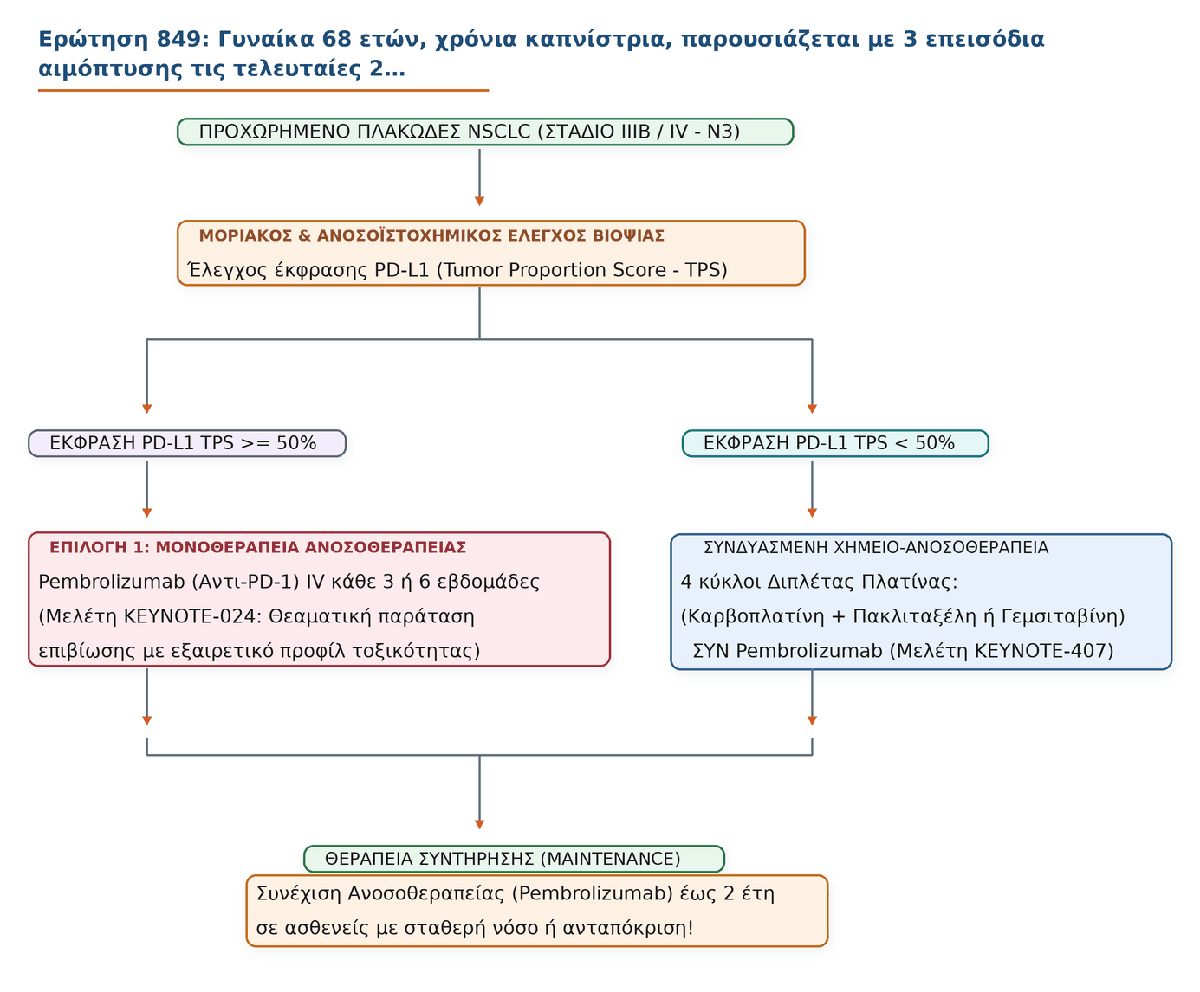 Ερώτηση 849: Γυναίκα 68 ετών, χρόνια καπνίστρια, παρουσιάζεται με 3 επεισόδια
αιμόπτυσης τις τελευταίες 2...
ΠΡΟΧΩΡΗΜΕΝΟ ΠΛΑΚΩΔΕΣ NSCLC (ΣΤΑΔΙΟ IIIB / IV - N3)
ΜΟΡΙΑΚΟΣ & ΑΝΟΣΟΪΣΤΟΧΗΜΙΚΟΣ ΕΛΕΓΧΟΣ ΒΙΟΨΙΑΣ
Έλεγχος έκφρασης PD-L1 (Tumor Proportion Score - TPS)
ΕΚΦΡΑΣΗ PD-L1 TPS >= 50%
ΕΚΦΡΑΣΗ PD-L1 TPS < 50%
ΕΠΙΛΟΓΗ 1: ΜΟΝΟΘΕΡΑΠΕΙΑ ΑΝΟΣΟΘΕΡΑΠΕΙΑΣ
Pembrolizumab (Αντι-PD-1) IV κάθε 3 ή 6 εβδομάδες
(Μελέτη KEYNOTE-024: Θεαματική παράταση
επιβίωσης με εξαιρετικό προφίλ τοξικότητας)
ΣΥΝΔΥΑΣΜΕΝΗ ΧΗΜΕΙΟ-ΑΝΟΣΟΘΕΡΑΠΕΙΑ
4 κύκλοι Διπλέτας Πλατίνας:
(Καρβοπλατίνη + Πακλιταξέλη ή Γεμσιταβίνη)
ΣΥΝ Pembrolizumab (Μελέτη KEYNOTE-407)
ΘΕΡΑΠΕΙΑ ΣΥΝΤΗΡΗΣΗΣ (MAINTENANCE)
Συνέχιση Ανοσοθεραπείας (Pembrolizumab) έως 2 έτη
σε ασθενείς με σταθερή νόσο ή ανταπόκριση!